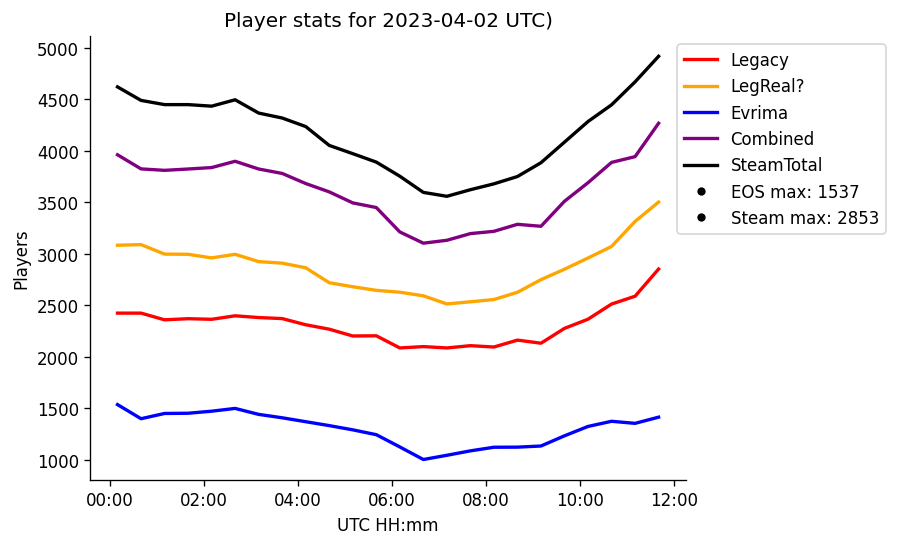 Player stats for 2023-04-02 UTC)
5000
4500
4000
3500
3000
2500
2000
1500
1000
Players
00:00 02:00 04:00 06:00 08:00 10:00 12:00
UTC HH:mm
Legacy
LegReal?
Evrima
Combined
SteamTotal
EOS max: 1537
Steam max: 2853